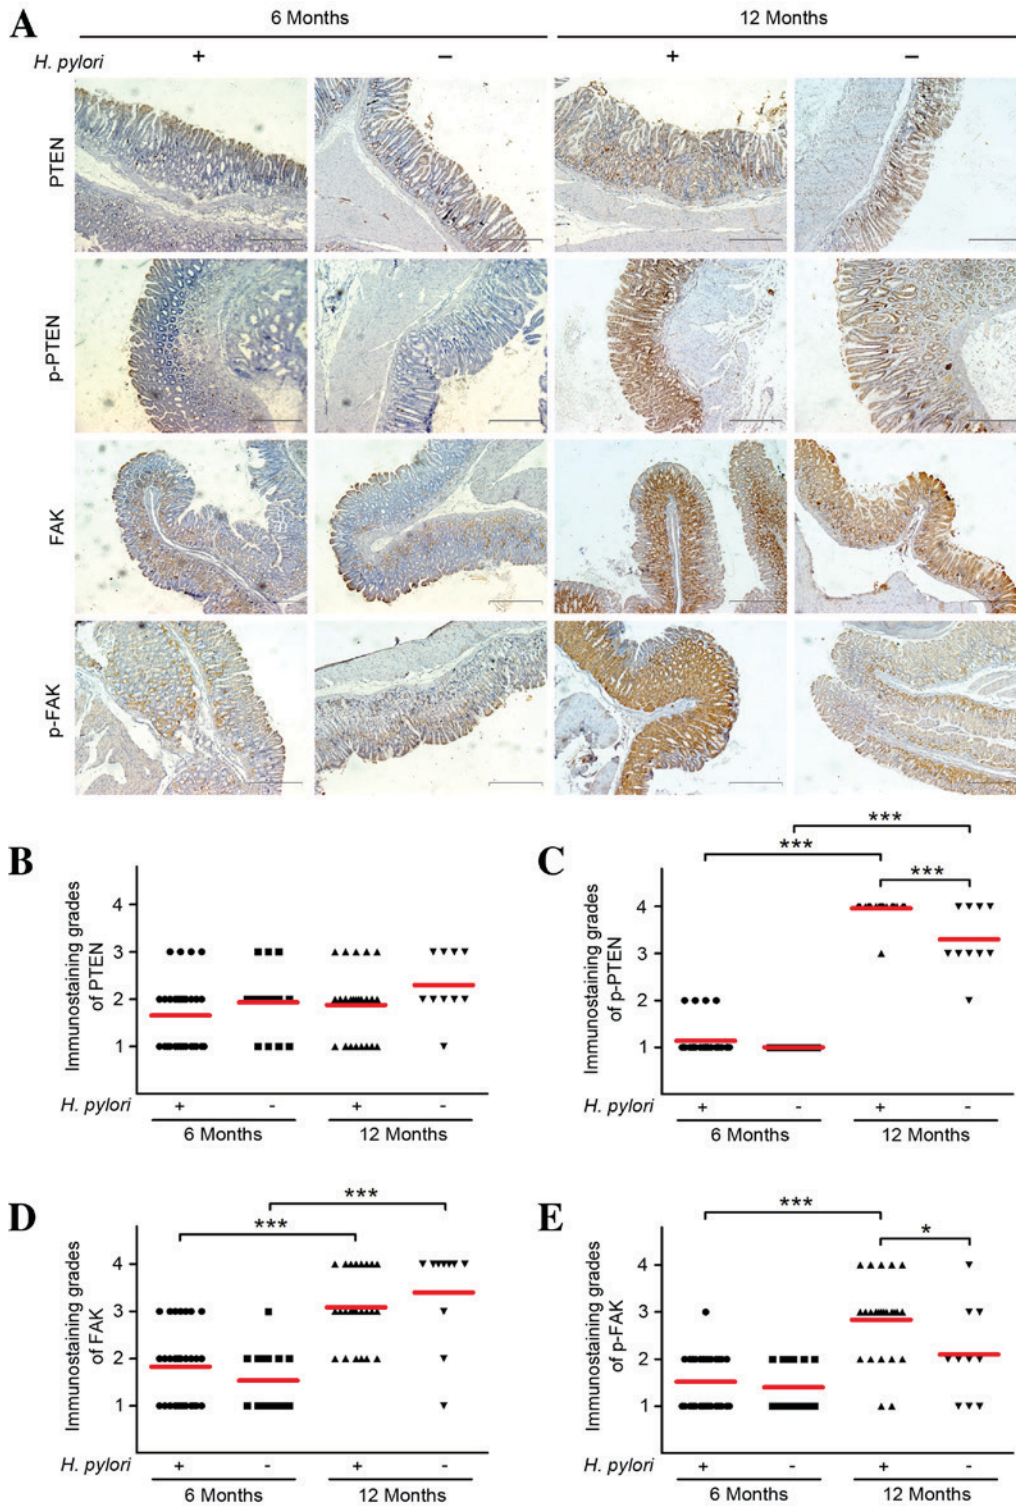 A
6 Months 12 Months
H. pylori + − + −
PTEN
p-PTEN
FAK
p-FAK
B
Immunostaining grades
of PTEN
4
3
2
1
H. pylori + - + -
6 Months 12 Months
C
***
***
***
Immunostaining grades
of p-PTEN
4
3
2
1
H. pylori + - + -
6 Months 12 Months
D
***
***
Immunostaining grades
of FAK
4
3
2
1
H. pylori + - + -
6 Months 12 Months
E
***
*
Immunostaining grades
of p-FAK
4
3
2
1
H. pylori + - + -
6 Months 12 Months